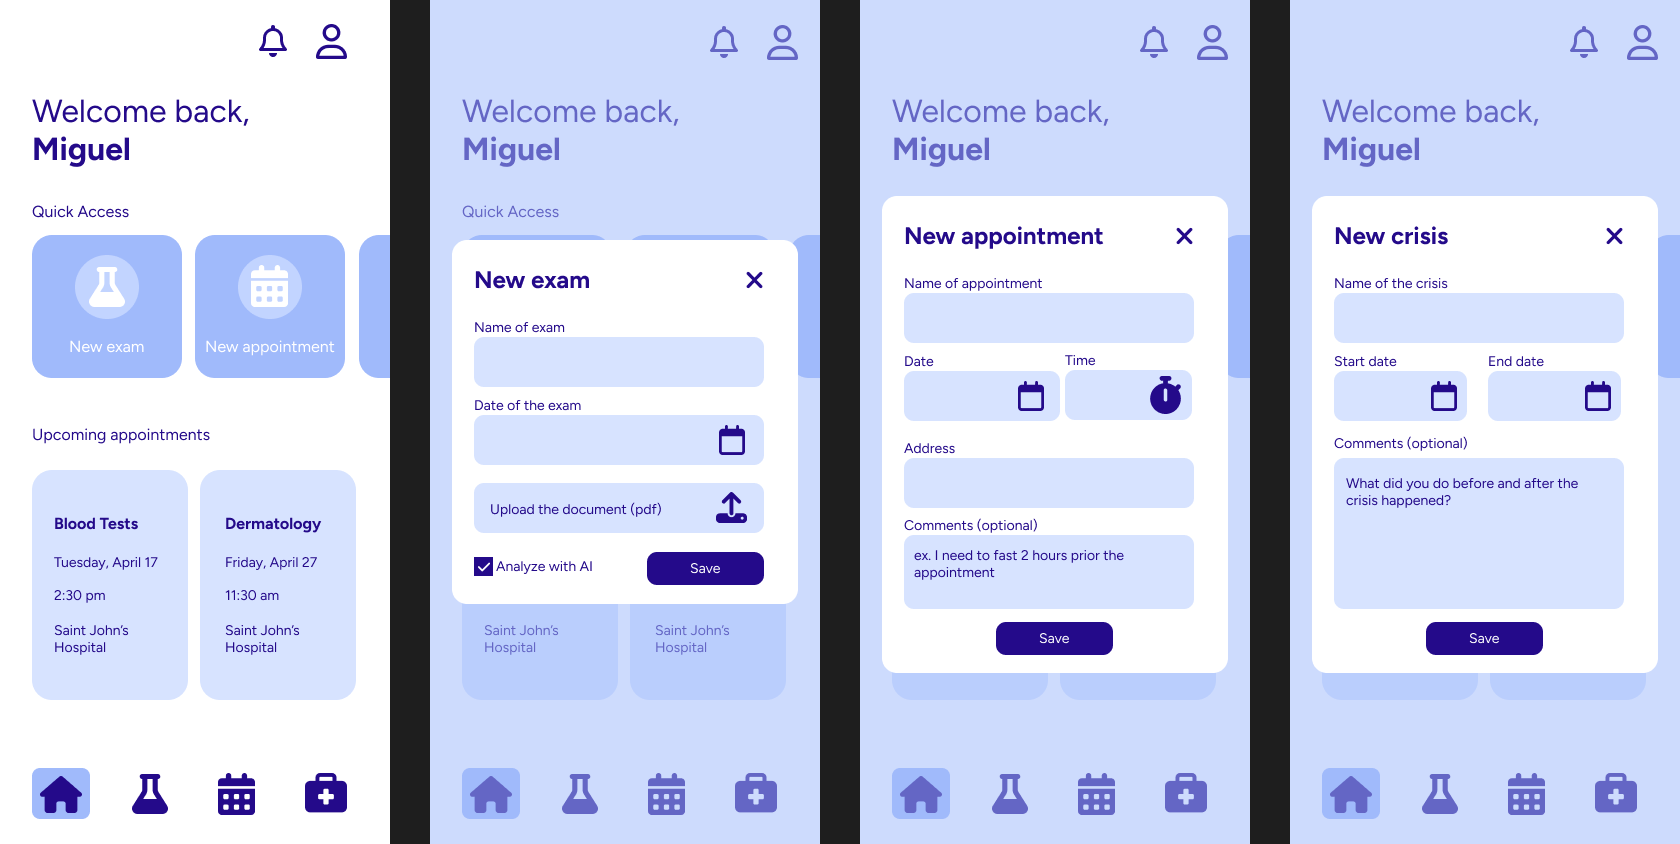 Welcome back,
Miguel
Quick Access
New exam
New appointment
Upcoming appointments
Blood Tests
Tuesday, April 17
2:30 pm
Saint John's
Hospital
Dermatology
Friday, April 27
11:30 am
Saint John's
Hospital
Welcome back,
Miguel
Quick Access
New exam
Name of exam
Date of the exam
Upload the document (pdf)
Analyze with AI
Save
Saint John's
Hospital
Saint John's
Hospital
Welcome back,
Miguel
New appointment
Name of appointment
Date
Time
Address
Comments (optional)
ex. I need to fast 2 hours prior the
appointment
Save
Welcome back,
Miguel
New crisis
Name of the crisis
Start date
End date
Comments (optional)
What did you do before and after the
crisis happened?
Save